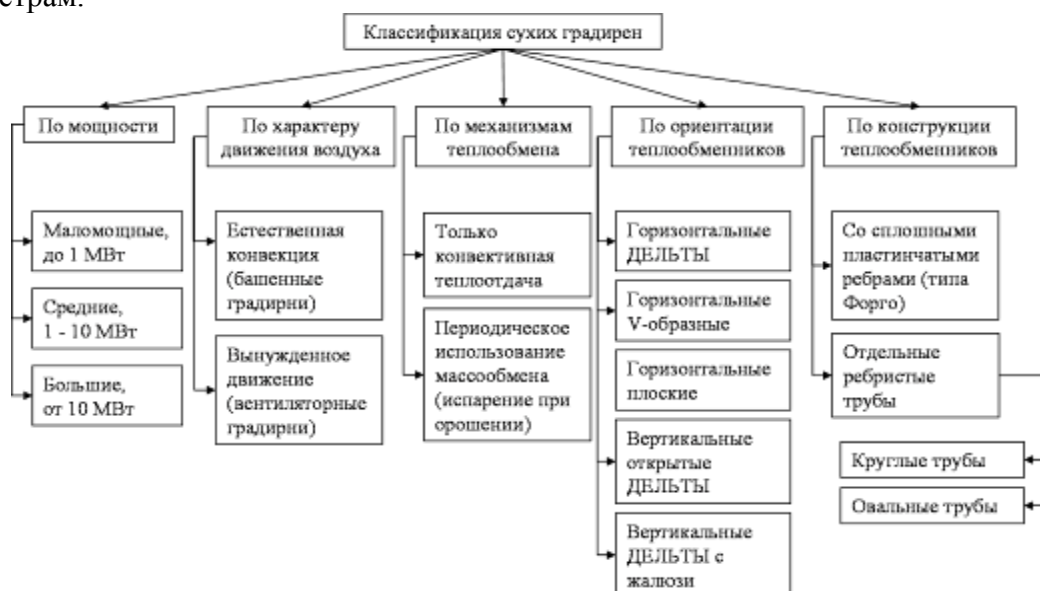 страм.
Классификация сухих градирен
По мощности
По характеру
движения воздуха
По механизмам
теплообмена
По ориентации
теплообменников
По конструкции
теплообменников
Маломощные,
до 1 МВт
Средние,
1 - 10 МВт
Большие,
от 10 МВт
Естественная
конвекция
(башенные
градирни)
Вынужденное
движение
(вентиляторные
градирни)
Только
конвективная
теплоотдача
Периодическое
использование
массообмена
(испарение при
орошении)
Горизонтальные
ДЕЛЬТЫ
Горизонтальные
V-образные
Горизонтальные
плоские
Вертикальные
открытые
ДЕЛЬТЫ
Вертикальные
ДЕЛЬТЫ с
жалюзи
Со сплошными
пластинчатыми
ребрами (типа
Форго)
Отдельные
ребристые
трубы
Круглые трубы
Овальные трубы